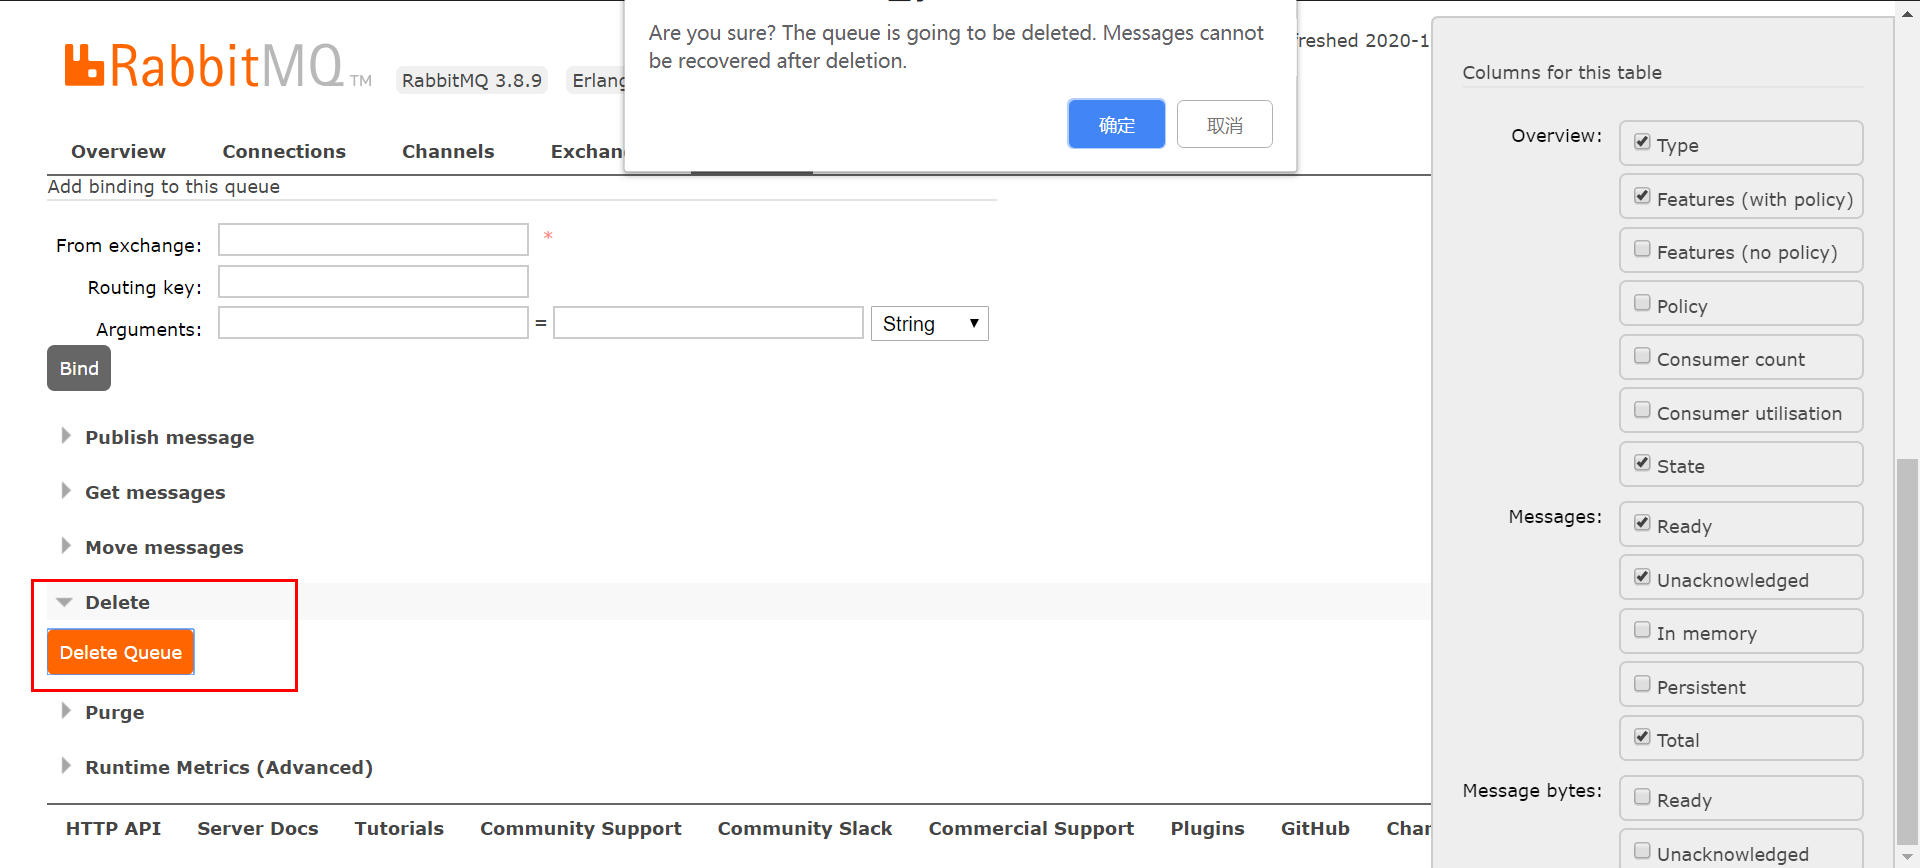 Are you sure? The queue is going to be deleted. Messages cannot
be recovered after deletion.
确定 取消
RabbitMQ TM RabbitMQ 3.8.9 Erlang
freshed 2020-1
Overview Connections Channels Exchan
Add binding to this queue
From exchange: *
Routing key:
Arguments: = String
Bind
Publish message
Get messages
Move messages
Delete
Delete Queue
Purge
Runtime Metrics (Advanced)
HTTP API Server Docs Tutorials Community Support Community Slack Commercial Support Plugins GitHub Chan
Columns for this table
Overview: Type
Features (with policy)
Features (no policy)
Policy
Consumer count
Consumer utilisation
State
Messages: Ready
Unacknowledged
In memory
Persistent
Total
Message bytes: Ready
Unacknowledged